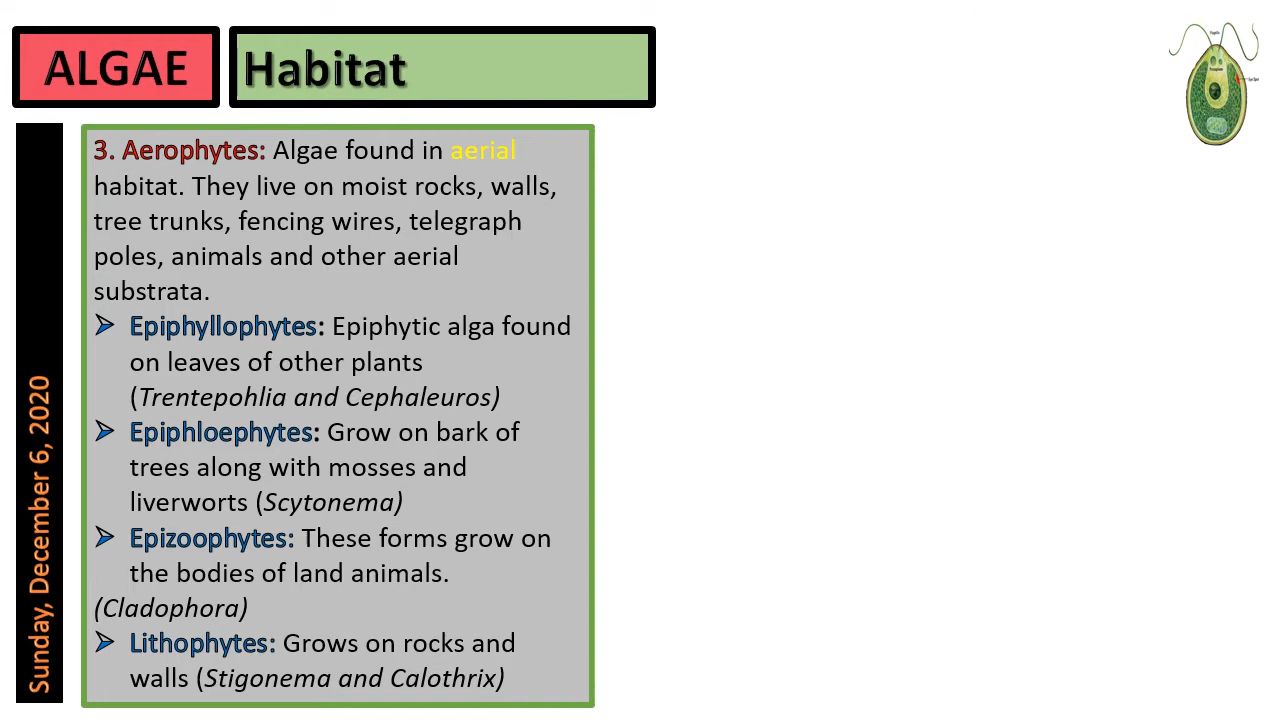 ALGAE
Habitat
Sunday, December 6, 2020
3. Aerophytes: Algae found in aerial
habitat. They live on moist rocks, walls,
tree trunks, fencing wires, telegraph
poles, animals and other aerial
substrata.
➢ Epiphyllophytes: Epiphytic alga found
on leaves of other plants
(Trentepohlia and Cephaleuros)
➢ Epiphloephytes: Grow on bark of
trees along with mosses and
liverworts (Scytonema)
➢ Epizoophytes: These forms grow on
the bodies of land animals.
(Cladophora)
➢ Lithophytes: Grows on rocks and
walls (Stigonema and Calothrix)